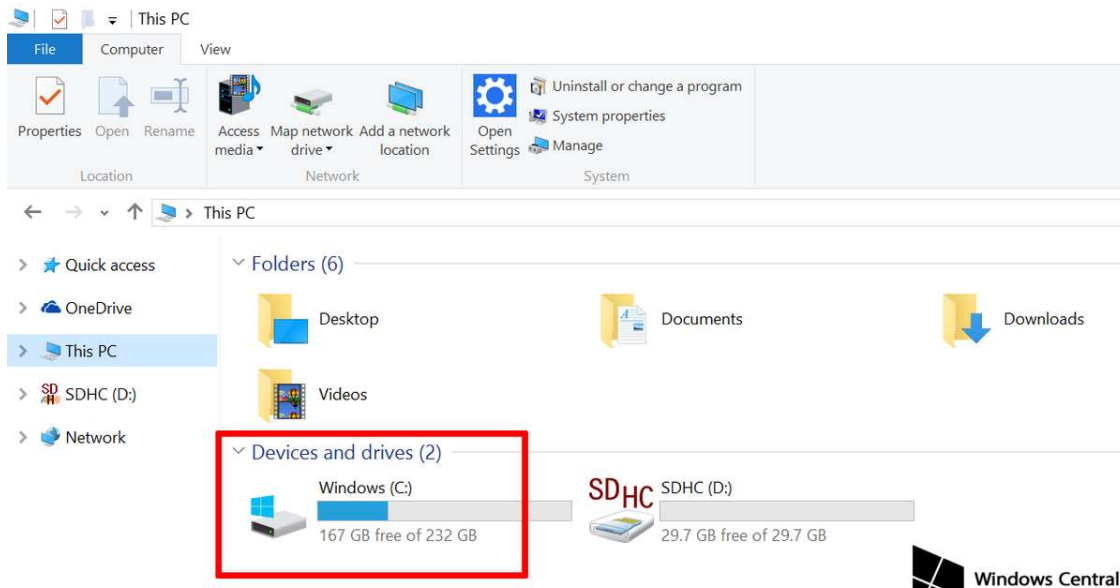 This PC
File Computer View
Properties Open Rename Access media Map network drive Add a network location Open Settings Uninstall or change a program
System properties
Manage
Location Network System
This PC
Quick access
OneDrive
This PC
SDHC (D:)
Network
Folders (6)
Desktop Documents Downloads
Videos
Devices and drives (2)
Windows (C:) SDHC SDHC (D:)
167 GB free of 232 GB 29.7 GB free of 29.7 GB
Windows Central